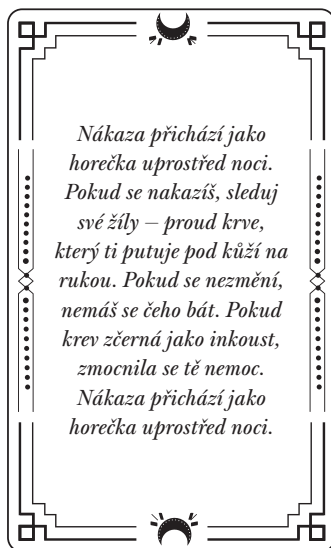 Nákaza přichází jako
horečka uprostřed noci.
Pokud se nakazíš, sleduj
své žíly – proud krve,
který ti putuje pod kůží na
rukou. Pokud se nezmění,
nemáš se čeho bát. Pokud
krev zčerná jako inkoust,
zmocnila se tě nemoc.
Nákaza přichází jako
horečka uprostřed noci.